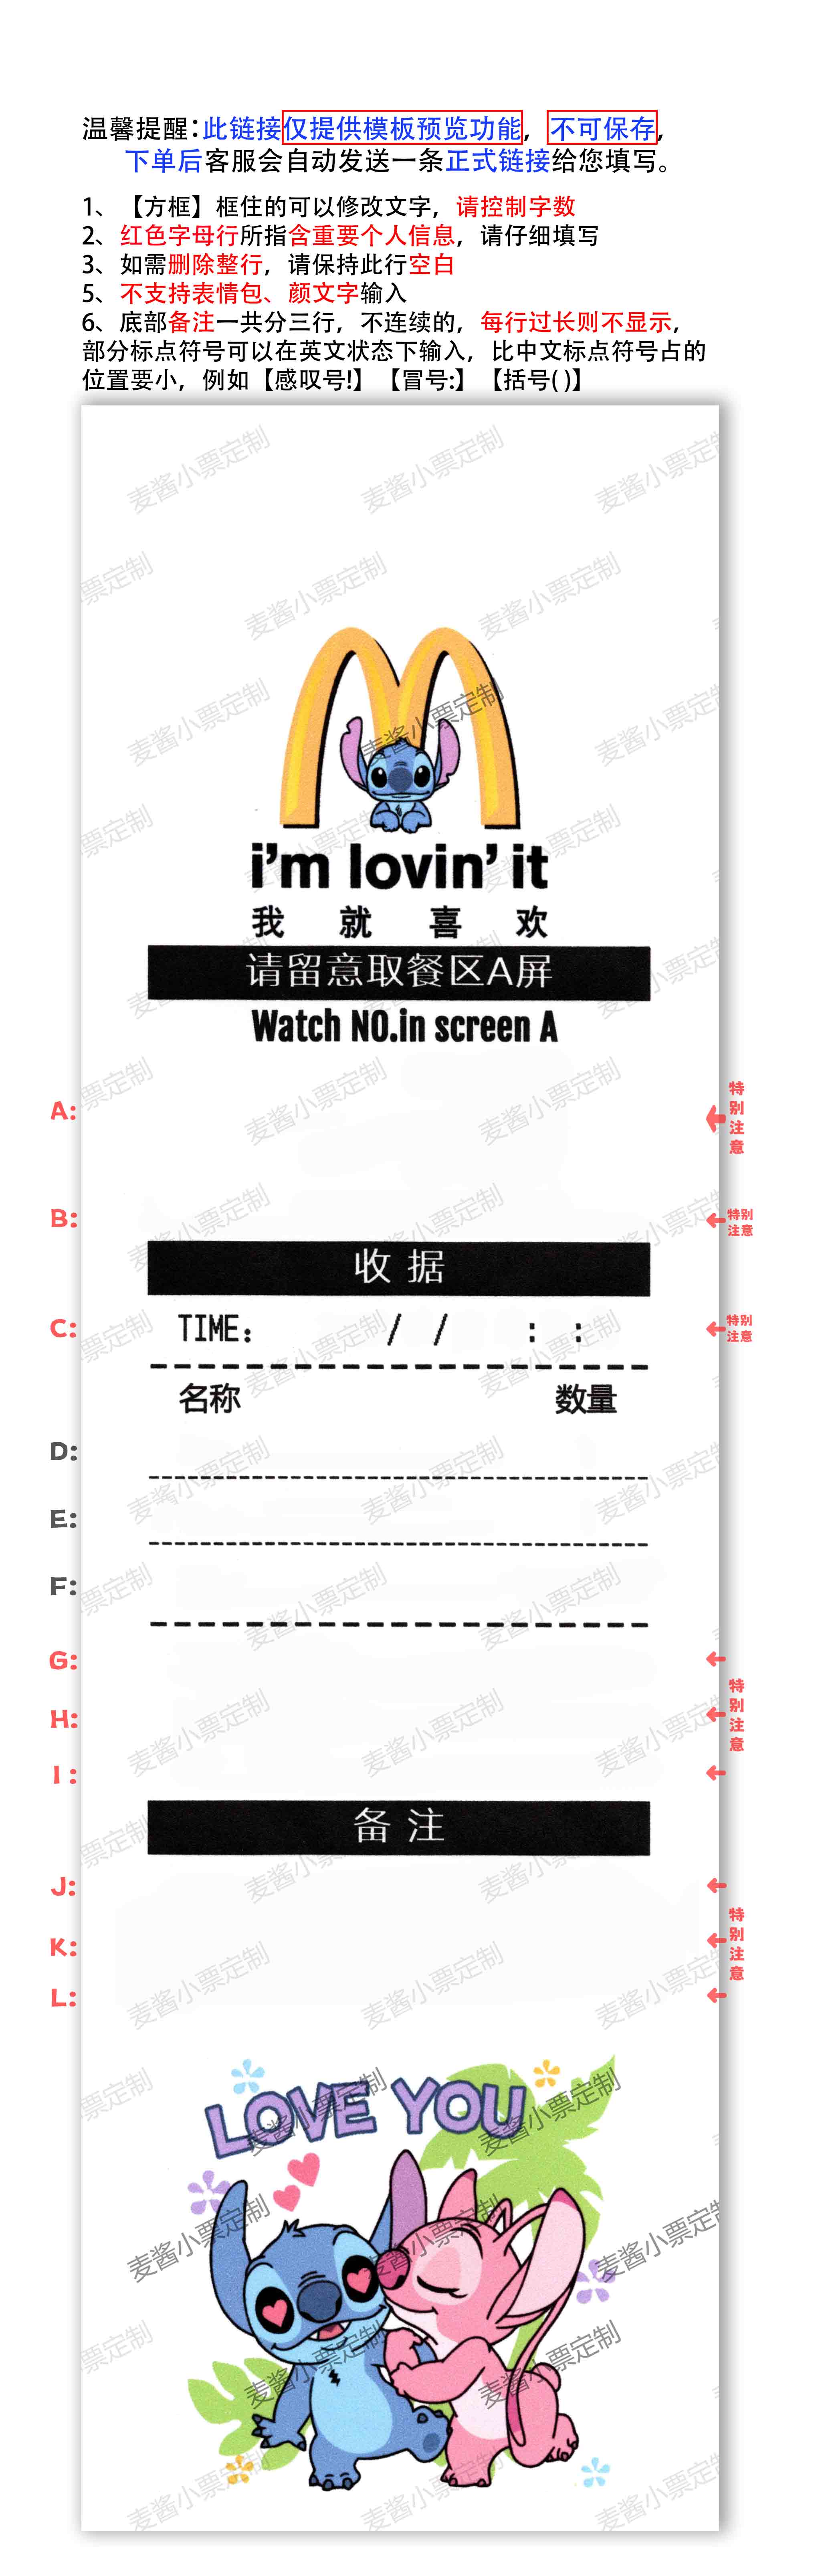 温馨提醒：此链接仅提供模板预览功能，不可保存，
下单后客服会自动发送一条正式链接给您填写。
1、【方框】框住的可以修改文字，请控制字数
2、红色字母行所指含重要个人信息，请仔细填写
3、如需删除整行，请保持此行空白
5、不支持表情包、颜文字输入
6、底部备注一共分三行，不连续的，每行过长则不显示，
部分标点符号可以在英文状态下输入，比中文标点符号占的
位置要小，例如【感叹号!】【冒号:】【括号( )】
麦酱小票定制
i'm lovin' it
我就喜欢
请留意取餐区A屏
Watch NO.in screen A
A: 特别注意
B: 特别注意
收据
C: TIME： / / : : 特别注意
名称 数量
D:
E:
F:
G:
H: 特别注意
I:
备注
J:
K: 特别注意
L:
LOVE YOU